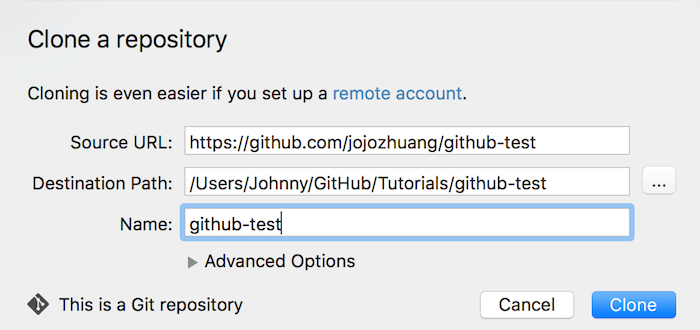 Clone a repository
Cloning is even easier if you set up a remote account.
Source URL: https://github.com/jojozhuang/github-test
Destination Path: /Users/Johnny/GitHub/Tutorials/github-test ...
Name: github-test
Advanced Options
This is a Git repository Cancel Clone